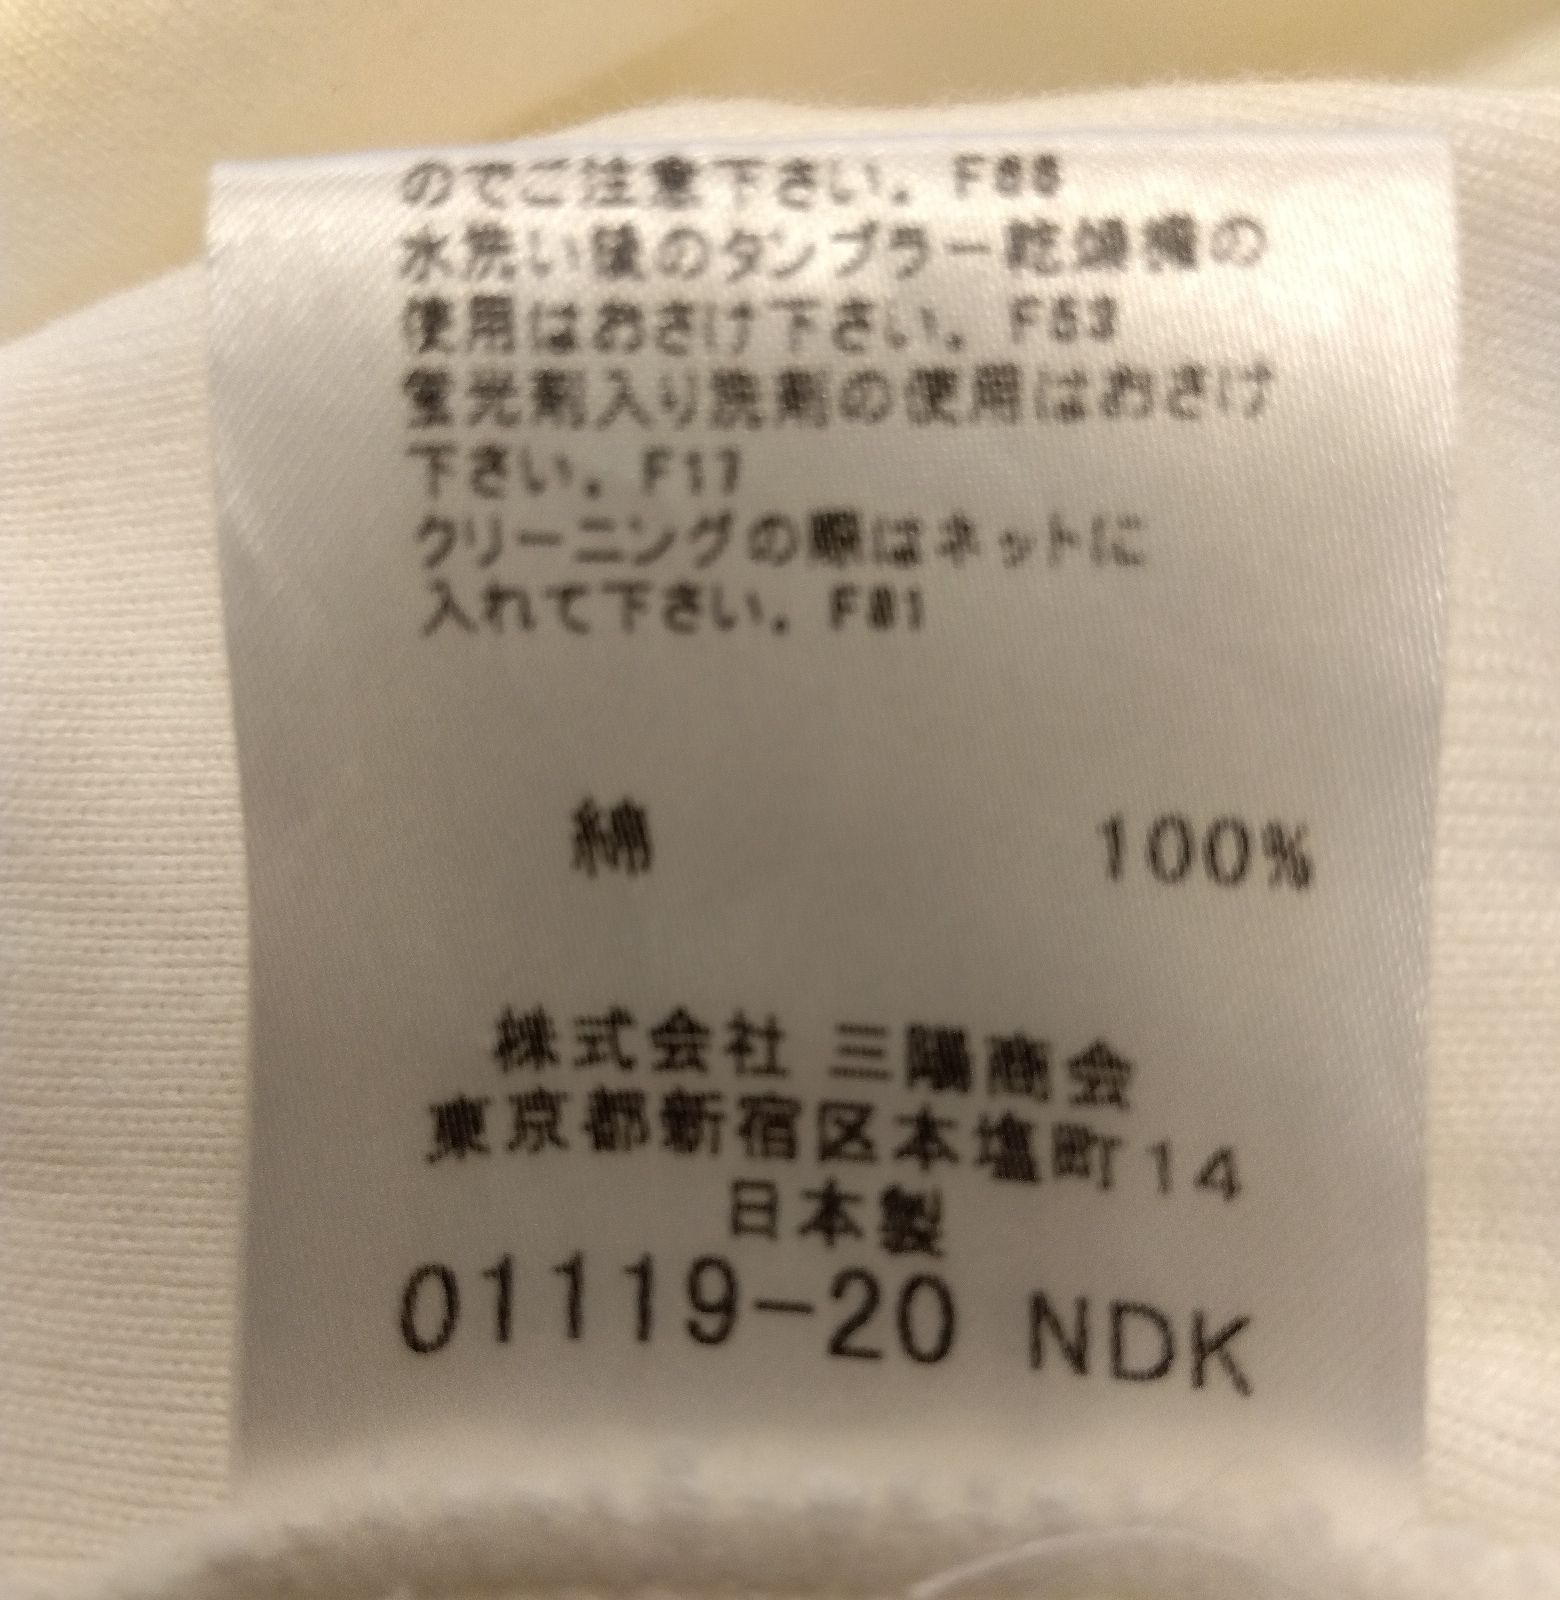 のでご注意下さい。F66
水洗い後のタンブラー乾燥機の
使用はおさけ下さい。F53
蛍光剤入り洗剤の使用はおさけ
下さい。F17
クリーニングの際はネットに
入れて下さい。F81
綿 100%
株式会社 三陽商会
東京都新宿区本塩町14
日本製
01119-20 NDK